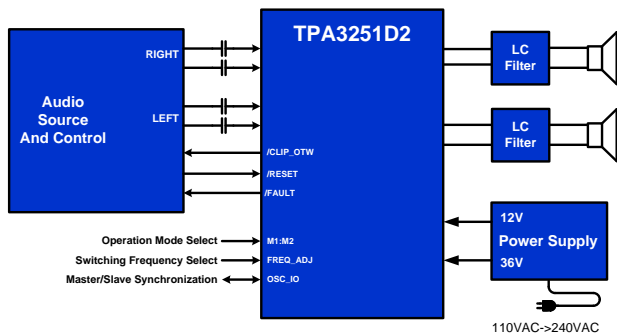 TPA3251D2
RIGHT
LC
Filter
Audio
Source
And Control
LEFT
LC
Filter
/CLIP_OTW
/RESET
/FAULT
12V
Power Supply
36V
Operation Mode Select
M1:M2
Switching Frequency Select
FREQ_ADJ
Master/Slave Synchronization
OSC_IO
110VAC->240VAC